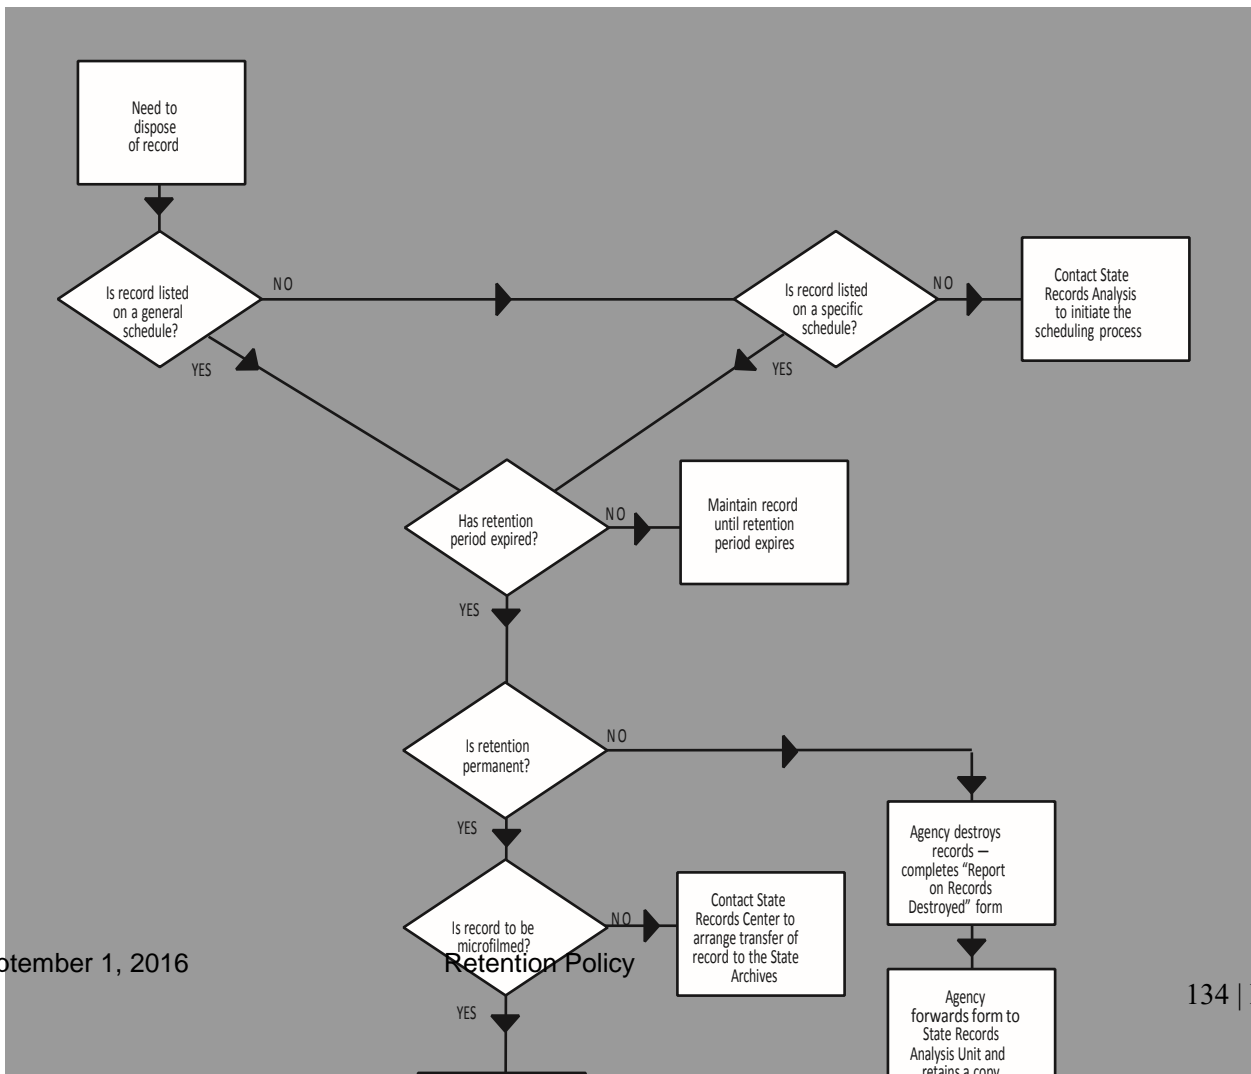 Need to
dispose
of record
Is record listed
on a general
schedule?
NO
YES
Is record listed
on a specific
schedule?
NO
YES
Contact State
Records Analysis
to initiate the
scheduling process
Has retention
period expired?
NO
YES
Maintain record
until retention
period expires
Is retention
permanent?
NO
YES
Agency destroys
records —
completes “Report
on Records
Destroyed” form
Is record to be
microfilmed?
NO
YES
Contact State
Records Center to
arrange transfer of
record to the State
Archives
Agency
forwards form to
State Records
Analysis Unit and
retains a copy
ptember 1, 2016
Retention Policy
134 |